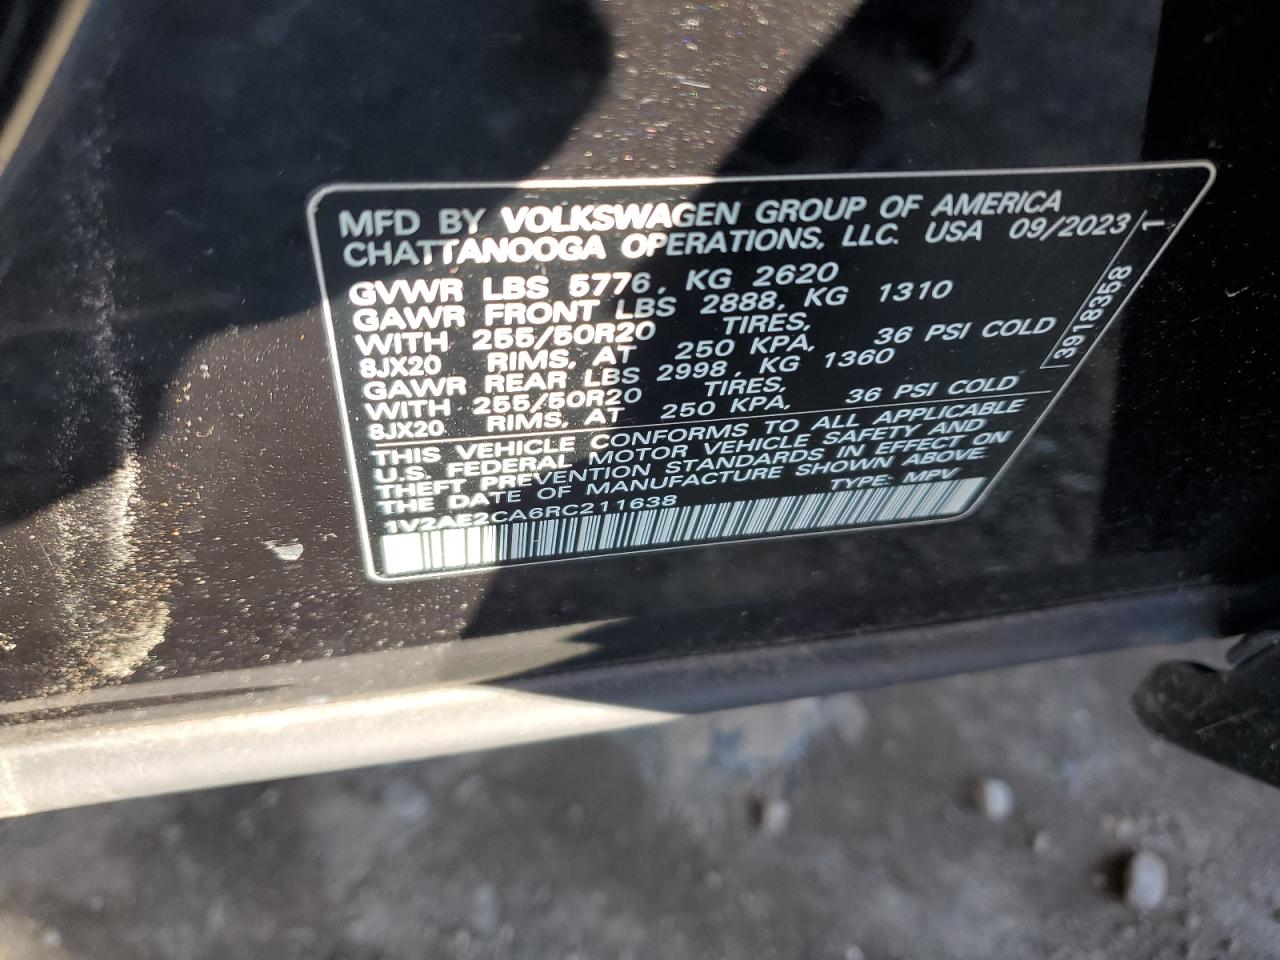 MFD BY VOLKSWAGEN GROUP OF AMERICA
CHATTANOOGA OPERATIONS, LLC. USA 09/2023
GVWR LBS 5776, KG 2620
GAWR FRONT LBS 2888, KG 1310
WITH 255/50R20 TIRES,
8JX20 RIMS, AT 250 KPA, 36 PSI COLD
GAWR REAR LBS 2998, KG 1360
WITH 255/50R20 TIRES,
8JX20 RIMS, AT 250 KPA, 36 PSI COLD
THIS VEHICLE CONFORMS TO ALL APPLICABLE
U.S. FEDERAL MOTOR VEHICLE SAFETY AND
THEFT PREVENTION STANDARDS IN EFFECT ON
THE DATE OF MANUFACTURE SHOWN ABOVE
1V2AE2CA6RC211638 TYPE: MPV
3918358
1